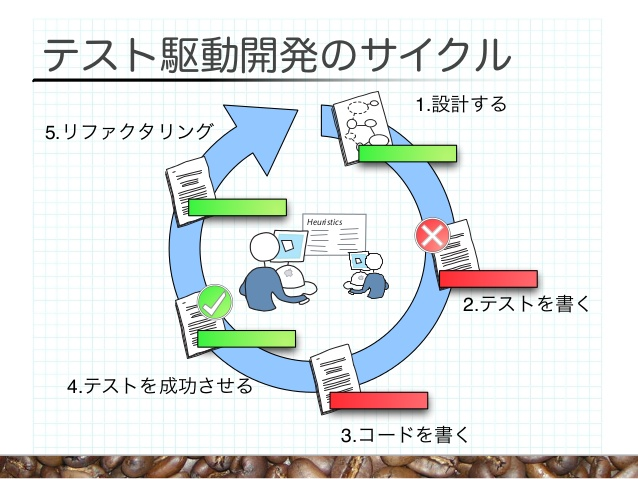 テスト駆動開発のサイクル
1.設計する
5.リファクタリング
Heuristics
2.テストを書く
4.テストを成功させる
3.コードを書く